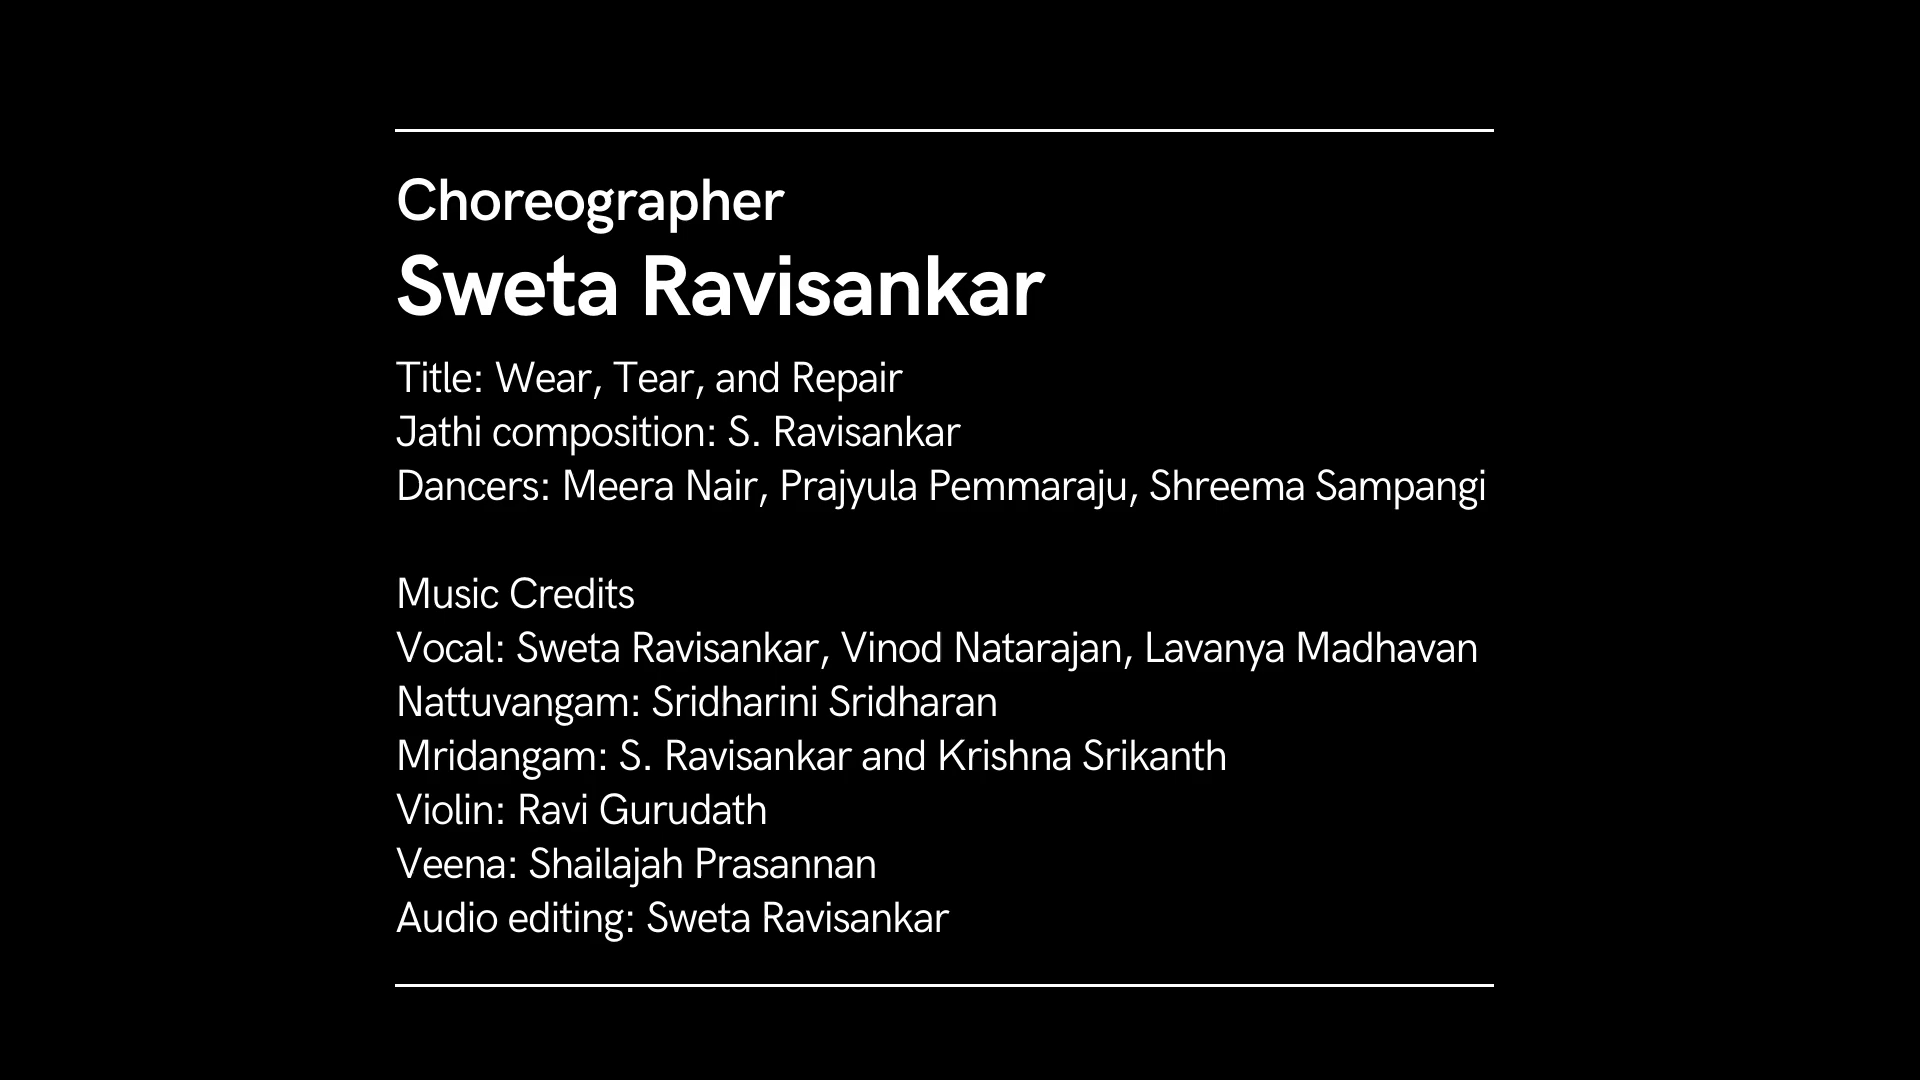 Choreographer
Sweta Ravisankar
Title: Wear, Tear, and Repair
Jathi composition: S. Ravisankar
Dancers: Meera Nair, Prajyula Pemmaraju, Shreema Sampangi
Music Credits
Vocal: Sweta Ravisankar, Vinod Natarajan, Lavanya Madhavan
Nattuvangam: Sridharini Sridharan
Mridangam: S. Ravisankar and Krishna Srikanth
Violin: Ravi Gurudath
Veena: Shailajah Prasannan
Audio editing: Sweta Ravisankar